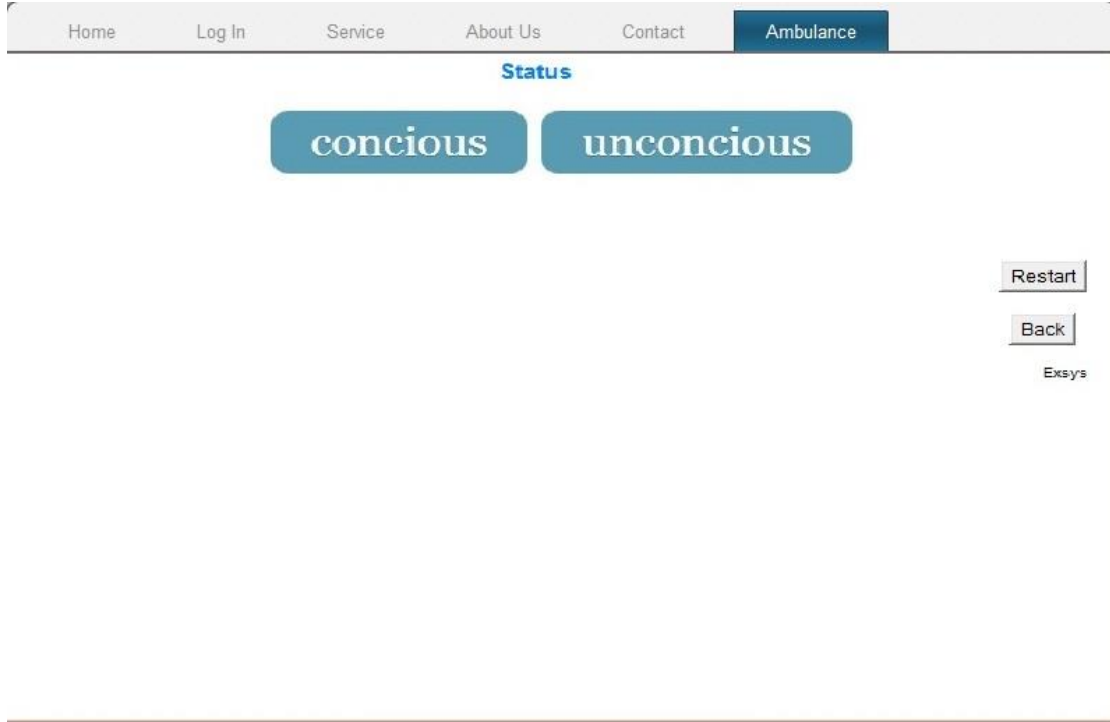 Home Log In Service About Us Contact Ambulance
Status
concious unconcious
Restart
Back
Exsys